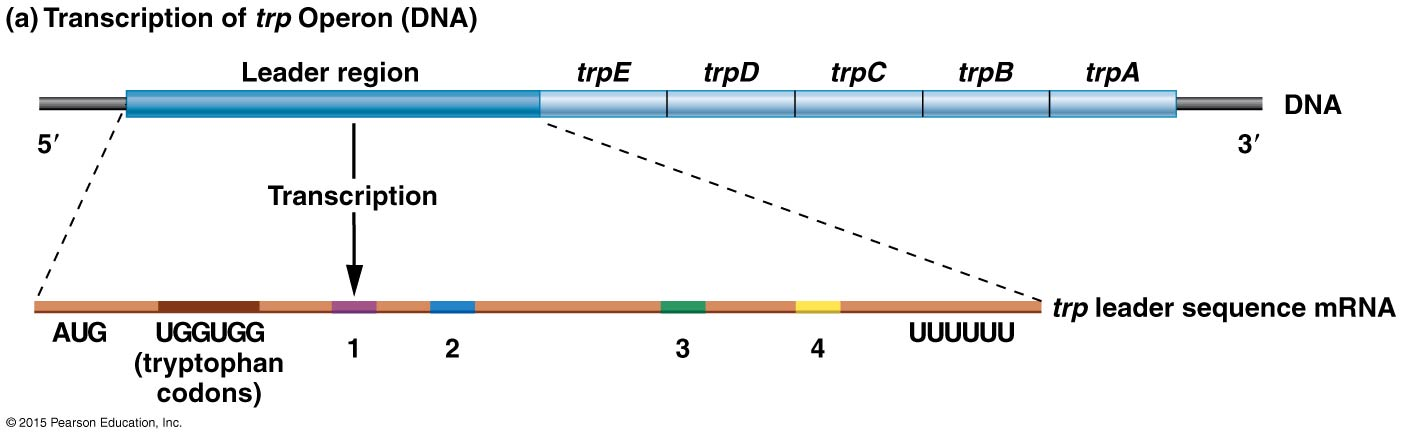 (a) Transcription of trp Operon (DNA)
Leader region trpE trpD trpC trpB trpA
DNA
5′ 3′
Transcription
trp leader sequence mRNA
AUG UGGUGG UUUUUU
1 2 3 4
(tryptophan
codons)
© 2015 Pearson Education, Inc.